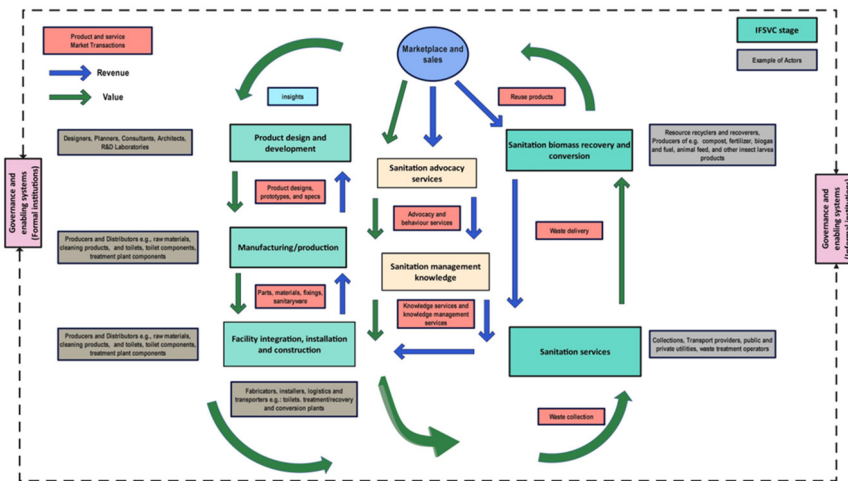 Product and service
Market Transactions
Revenue
Value
Marketplace and
sales
IFSVC stage
Example of Actors
insights
Reuse products
Designers, Planners, Consultants, Architects,
R&D Laboratories
Product design and
development
Sanitation advocacy
services
Sanitation biomass recovery and
conversion
Resource recyclers and recoverers,
Producers of e.g. compost, fertilizer, biogas
and fuel, animal feed, and other insect larvea
products
Governance and
enabling systems
(Formal institutions)
Product designs,
prototypes, and specs
Advocacy and
behaviour services
Waste delivery
Governance and
enabling systems
(Informal institutions)
Producers and Distributors e.g., raw materials,
cleaning products, and toilets, toilet components,
treatment plant components
Manufacturing/production
Sanitation management
knowledge
Parts, materials, fixings,
sanitaryware
Knowledge services and
knowledge management
services
Producers and Distributors e.g., raw materials,
cleaning products, and toilets, toilet components,
treatment plant components
Facility integration, installation
and construction
Sanitation services
Collections, Transport providers, public and
private utilities, waste treatment operators
Fabricators, installers, logistics and
transporters e.g.: toilets. treatment/recovery
and conversion plants
Waste collection